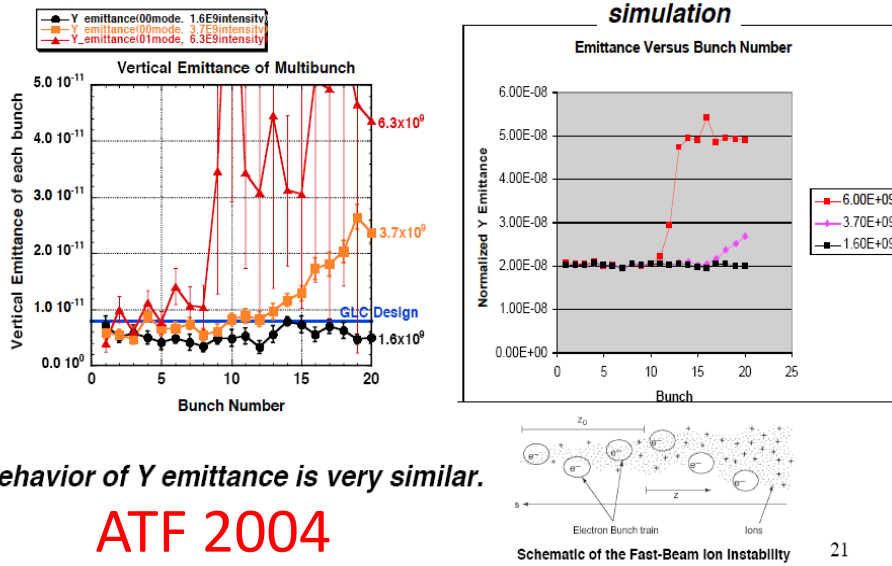 Y emittance(00mode, 1.6E9intensity)
Y emittance(00mode, 3.7E9intensity)
Y_emittance(01mode, 6.3E9intensity)
Vertical Emittance of Multibunch
Vertical Emittance of each bunch
5.0 10-11
4.0 10-11
3.0 10-11
2.0 10-11
1.0 10-11
0.0 10⁰
6.3x10⁹
3.7x10⁹
GLC Design
1.6x10⁹
0 5 10 15 20
Bunch Number
simulation
Emittance Versus Bunch Number
Normalized Y Emittance
6.00E-08
5.00E-08
4.00E-08
3.00E-08
2.00E-08
1.00E-08
0.00E+00
0 5 10 15 20 25
Bunch
6.00E+09
3.70E+09
1.60E+09
ehavior of Y emittance is very similar.
ATF 2004
z₀
e⁻ e⁻ e⁻ e⁻ e⁻ e⁻
z
s
Electron Bunch train
Ions
Schematic of the Fast-Beam Ion Instability
21